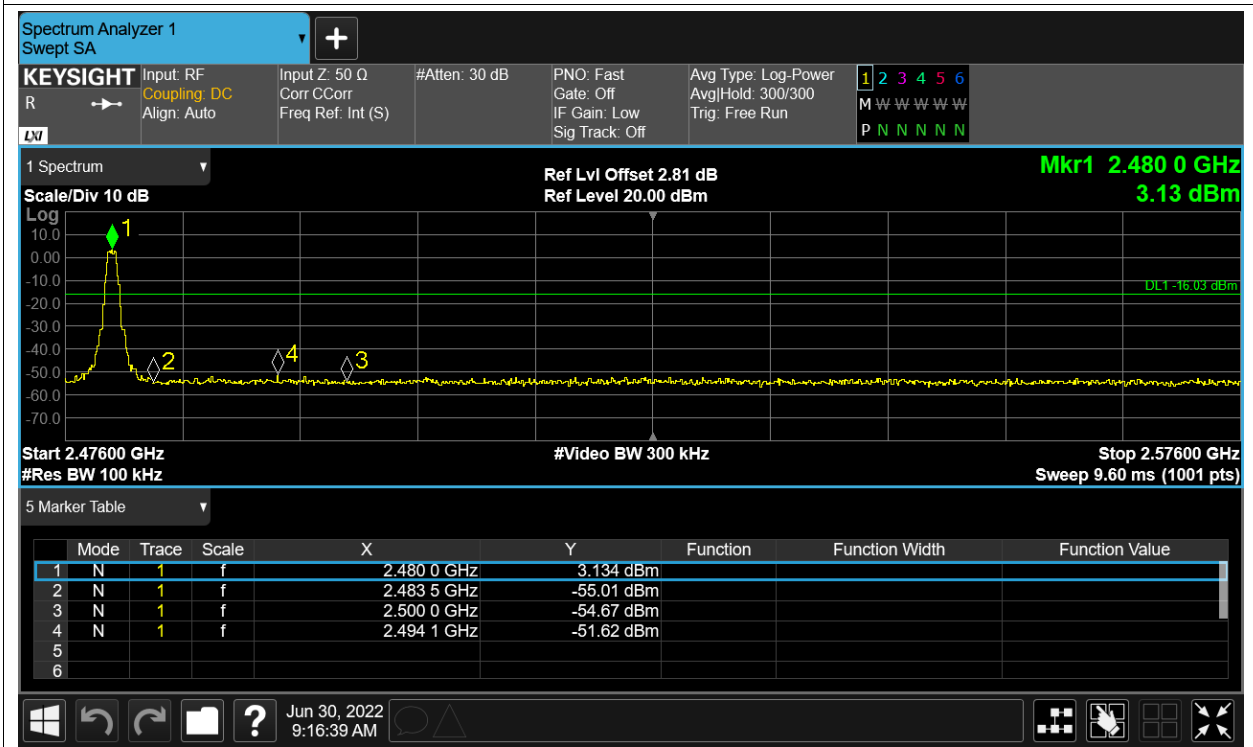 Spectrum Analyzer 1
Swept SA
KEYSIGHT
R
LXI
Input: RF
Coupling: DC
Align: Auto
Input Z: 50 Ω
Corr CCorr
Freq Ref: Int (S)
#Atten: 30 dB
PNO: Fast
Gate: Off
IF Gain: Low
Sig Track: Off
Avg Type: Log-Power
Avg|Hold: 300/300
Trig: Free Run
1 2 3 4 5 6
M W W W W W
P N N N N N
1 Spectrum
Scale/Div 10 dB
Ref Lvl Offset 2.81 dB
Ref Level 20.00 dBm
Mkr1 2.480 0 GHz
3.13 dBm
Log
10.0
0.00
-10.0
-20.0
-30.0
-40.0
-50.0
-60.0
-70.0
1
2
4
3
DL1 -16.03 dBm
Start 2.47600 GHz
#Res BW 100 kHz
#Video BW 300 kHz
Stop 2.57600 GHz
Sweep 9.60 ms (1001 pts)
5 Marker Table
Mode Trace Scale X Y Function Function Width Function Value
1 N 1 f 2.480 0 GHz 3.134 dBm
2 N 1 f 2.483 5 GHz -55.01 dBm
3 N 1 f 2.500 0 GHz -54.67 dBm
4 N 1 f 2.494 1 GHz -51.62 dBm
5
6
?
Jun 30, 2022
9:16:39 AM